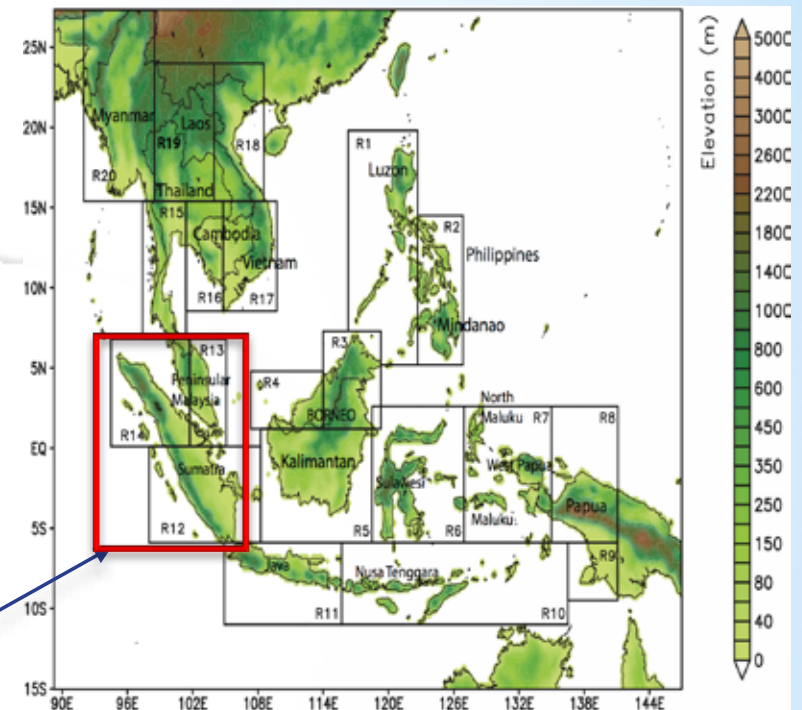 25N
20N
15N
10N
5N
EQ
5S
10S
15S
90E 96E 102E 108E 114E 120E 126E 132E 138E 144E
Myanmar
Laos
R19
R18
R20
Thailand
R15
Cambodia
Vietnam
R16
R17
R1
Luzon
R2
Philippines
Mindanao
R3
R13
Peninsular
Malaysia
R4
BORNEO
R14
North
Maluku
R7
R8
Kalimantan
Sumatra
West Papua
Sulawesi
Papua
Maluku
R12
R5
R6
R9
Java
Nusa Tenggara
R11
R10
Elevation (m)
5000
4000
3000
2600
2200
1800
1400
1000
800
600
450
350
250
150
80
40
0